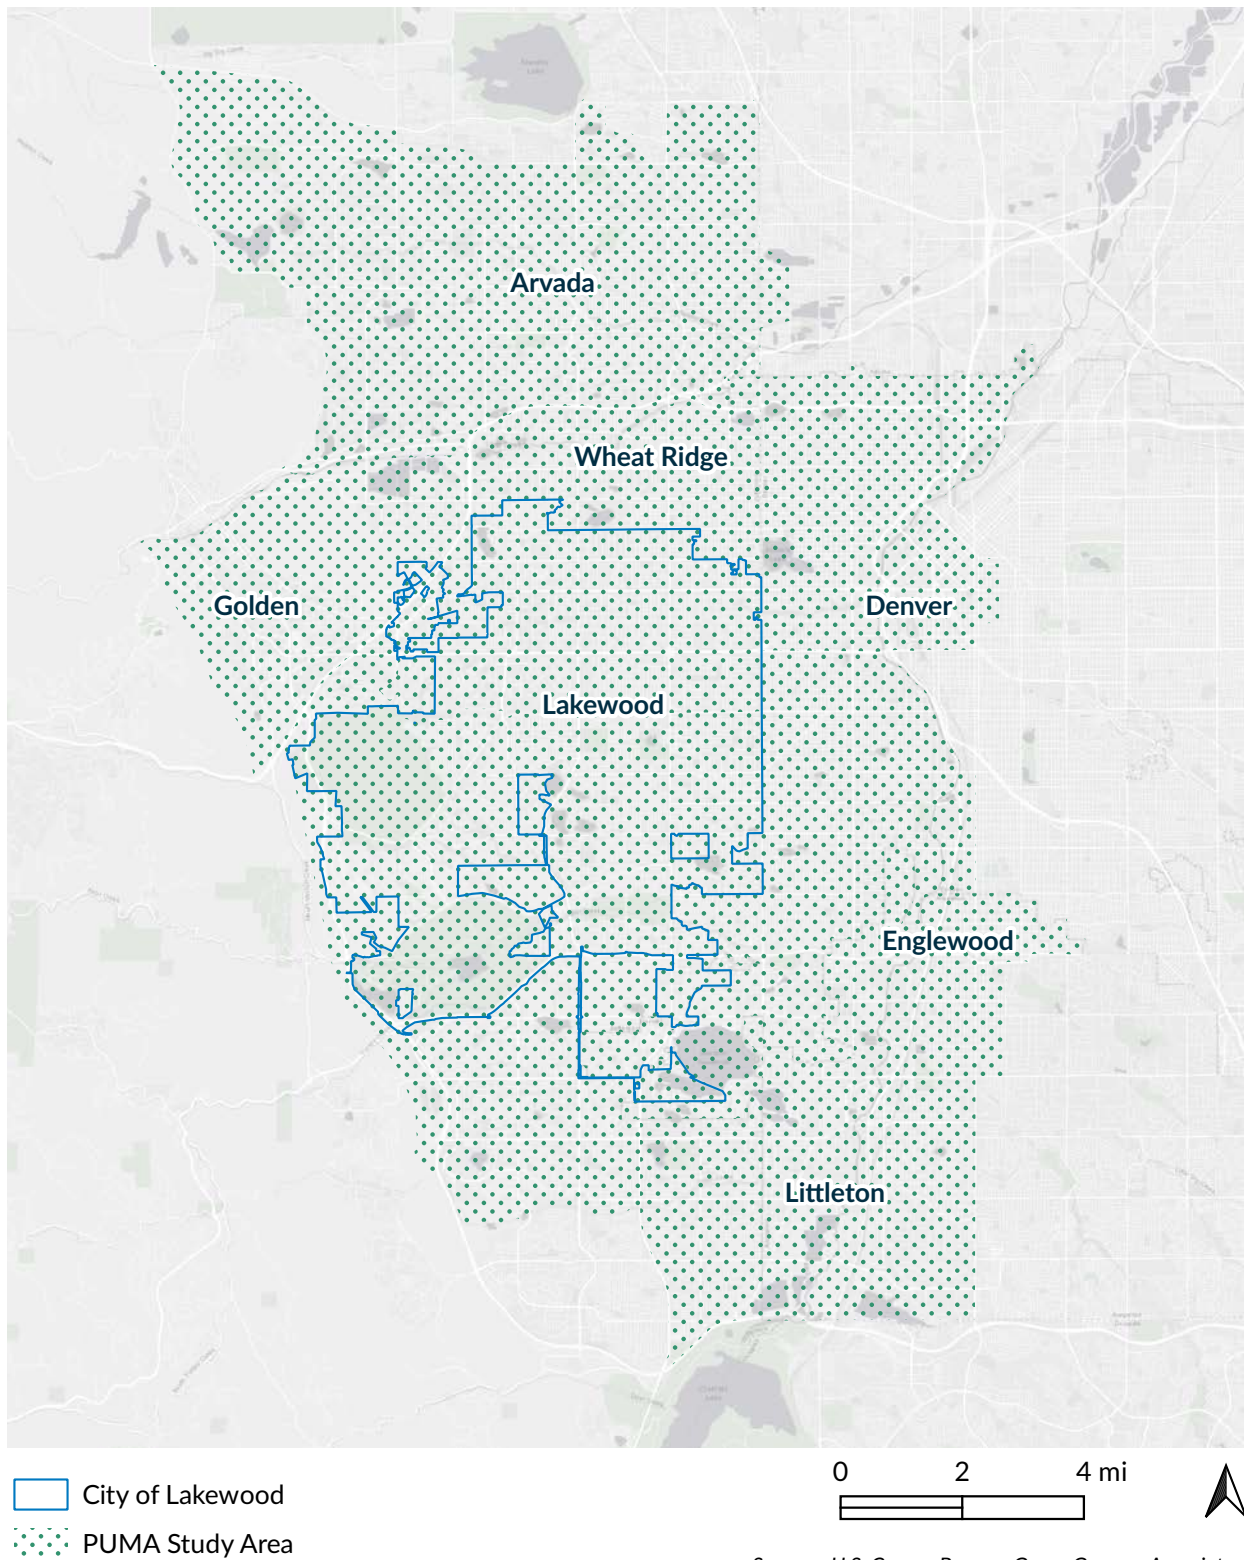 Arvada
Wheat Ridge
Golden
Denver
Lakewood
Englewood
Littleton
0 2 4 mi
City of Lakewood
PUMA Study Area